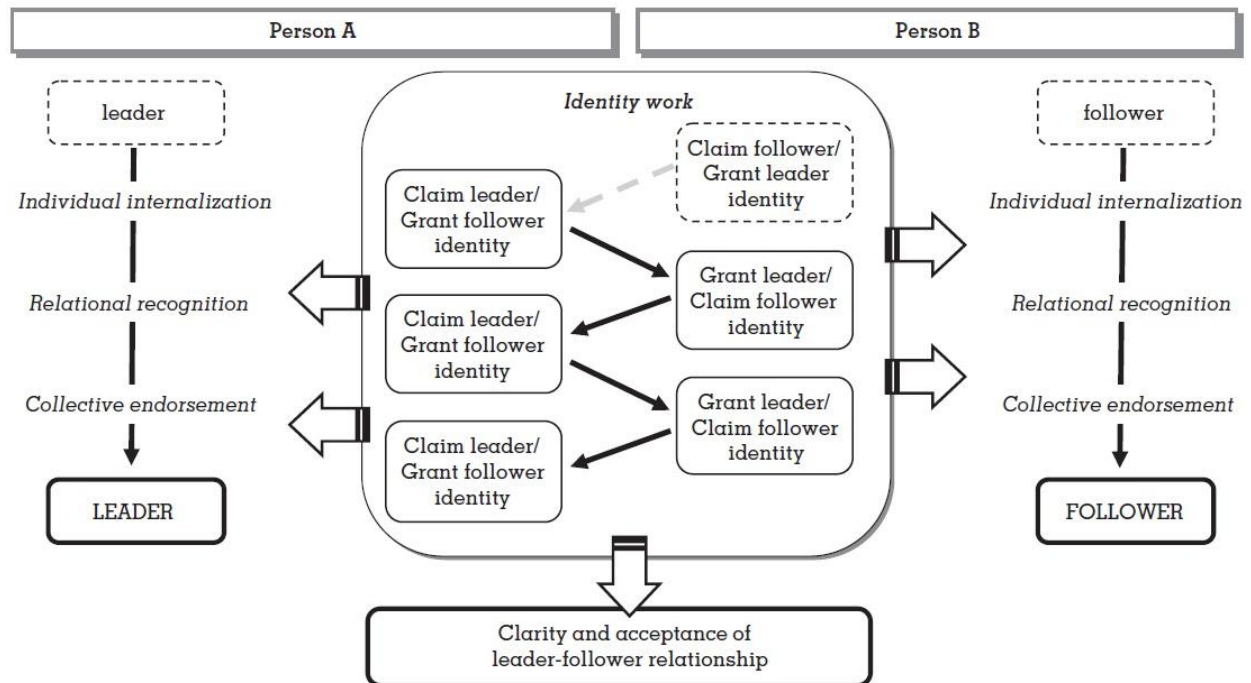 Person A
Person B
leader
Individual internalization
Relational recognition
Collective endorsement
LEADER
Identity work
Claim follower/
Grant leader
identity
Claim leader/
Grant follower
identity
Grant leader/
Claim follower
identity
Claim leader/
Grant follower
identity
Grant leader/
Claim follower
identity
Claim leader/
Grant follower
identity
follower
Individual internalization
Relational recognition
Collective endorsement
FOLLOWER
Clarity and acceptance of
leader-follower relationship